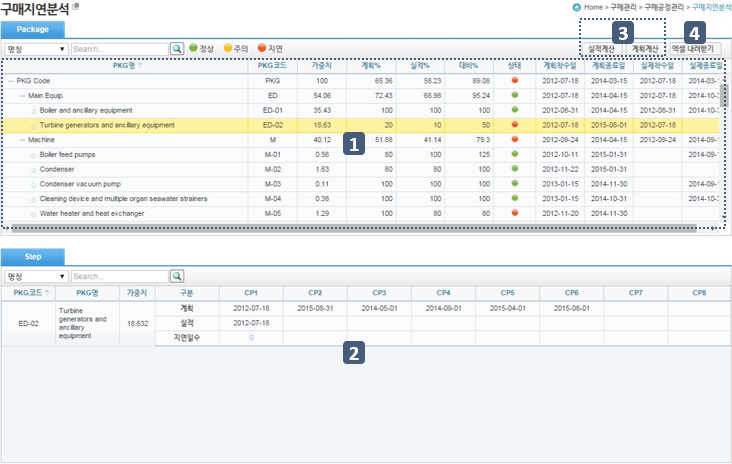 구매지연분석
Home > 구매관리 > 구매공정관리 > 구매지연분석
Package
3
4
명칭 Search... 정상 주의 지연 실적계산 계획계산 엑셀 내려받기
PKG명 PKG코드 가중치 계획% 실적% 대비% 상태 계획착수일 계획종료일 실제착수일 실제종료일
PKG Code PKG 100 65.36 58.23 89.08 2012-07-18 2014-03-15 2012-07-18 2014-03-
Main Equip. ED 54.06 72.43 68.98 95.24 2012-07-18 2014-04-15 2012-07-18 2014-10-3
Boiler and ancillary equipment ED-01 35.43 100 100 100 2012-08-31 2014-04-15 2012-08-31 2014-10-3
Turbine generators and ancillary equipment ED-02 18.63 20 10 50 2012-07-18 2015-08-01 2012-07-18
1
Machine M 40.12 51.88 41.14 79.3 2012-09-24 2014-04-15 2012-09-24 2014-09-1
Boiler feed pumps M-01 0.56 80 100 125 2012-10-11 2015-01-31 2014-09-
Condenser M-02 1.63 80 80 100 2012-11-22 2015-01-31
Condenser vacuum pump M-03 0.11 100 100 100 2013-01-15 2014-11-30 2014-09-
Cleaning device and multiple organ seawater strainers M-04 0.38 100 100 100 2013-01-15 2014-10-31 2014-10-3
Water heater and heat exchanger M-05 1.29 100 80 80 2012-11-20 2014-11-30
Step
명칭 Search...
PKG코드 PKG명 가중치 구분 CP1 CP2 CP3 CP4 CP5 CP6 CP7 CP8
ED-02 Turbine generators and ancillary equipment 18.632
계획 2012-07-18 2015-08-31 2014-05-01 2014-09-01 2015-04-01 2015-08-01
실적 2012-07-18
지연일수 0
2